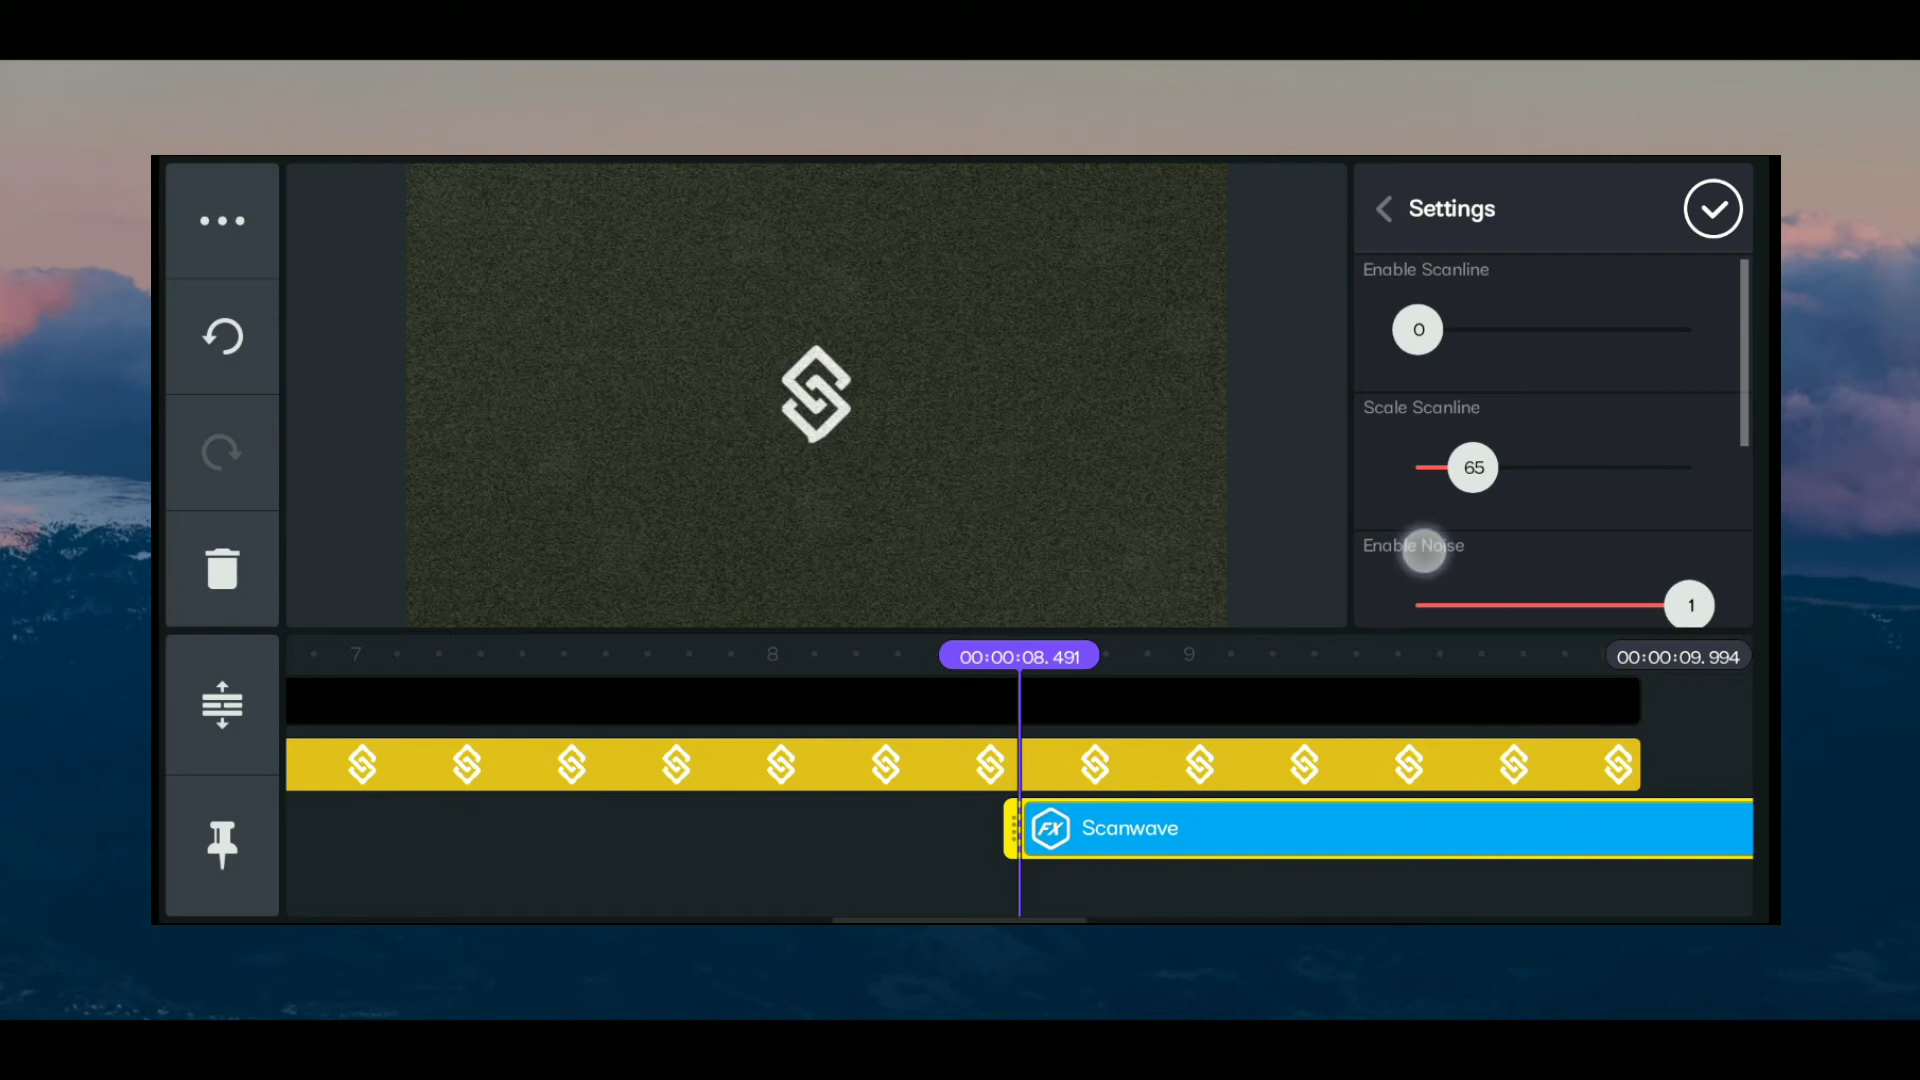 Settings
Enable Scanline
0
Scale Scanline
65
Enable Noise
1
7
8
00:00:08.491
9
00:00:09.994
FX Scanwave